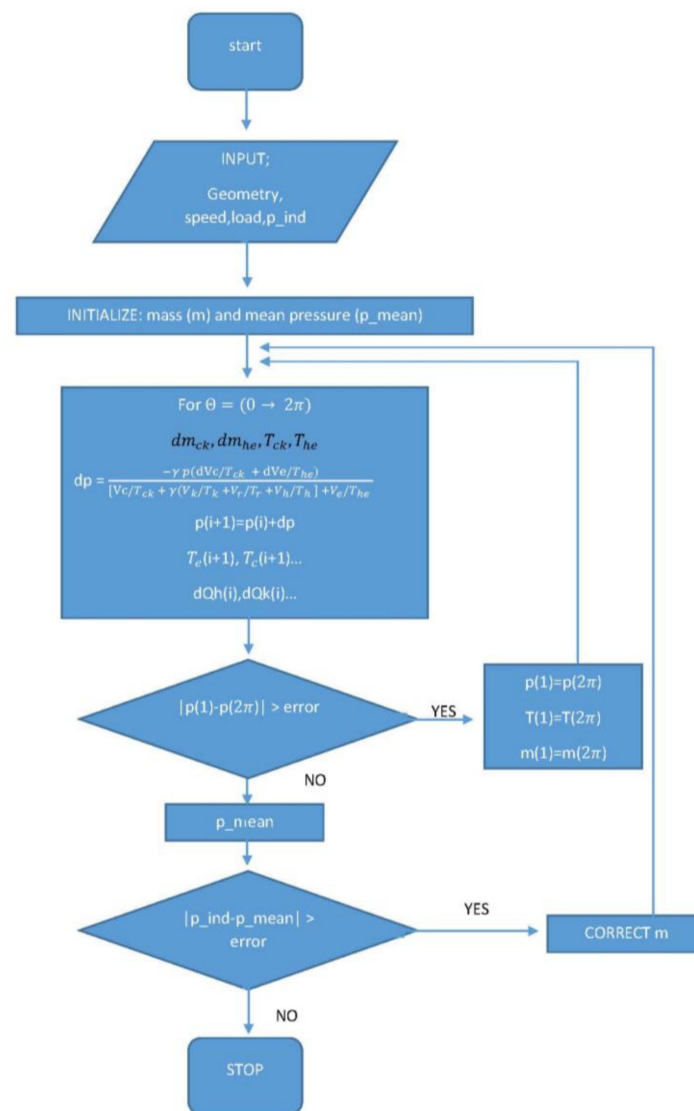 start
INPUT;
Geometry,
speed,load,p_ind
INITIALIZE: mass (m) and mean pressure (p_mean)
For Θ = (0 → 2π)
dm_ck, dm_he, T_ck, T_he
dp = −γ p(dVc/T_ck + dVe/T_he) / [Vc/T_ck + γ(V_k/T_k +V_r/T_r +V_h/T_h ] +V_e/T_he
p(i+1)=p(i)+dp
T_e(i+1), T_c(i+1)...
dQh(i),dQk(i)...
|p(1)-p(2π)| > error
YES
p(1)=p(2π)
T(1)=T(2π)
m(1)=m(2π)
NO
p_mean
|p_ind-p_mean| >
error
YES
CORRECT m
NO
STOP